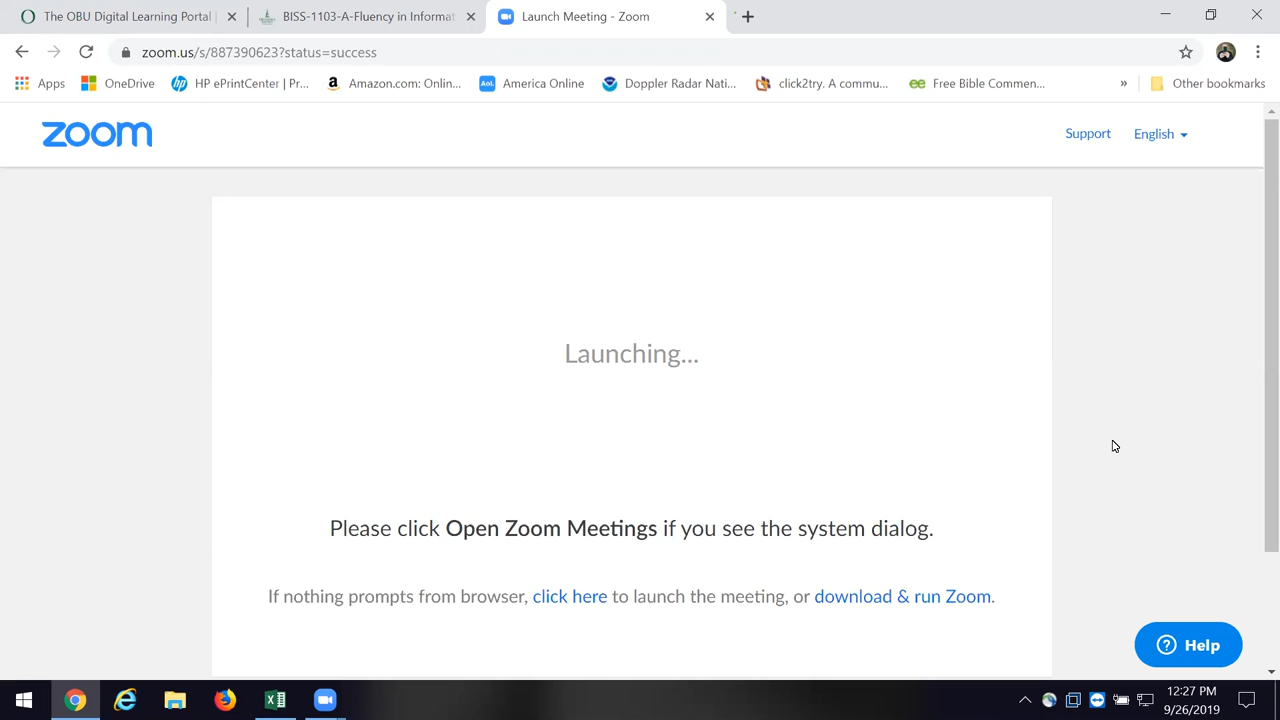 The OBU Digital Learning Portal
BISS-1103-A-Fluency in Informat
Launch Meeting - Zoom
zoom.us/s/887390623?status=success
Apps
OneDrive
HP ePrintCenter | Pr...
Amazon.com: Onlin...
America Online
Doppler Radar Nati...
click2try. A commu...
Free Bible Commen...
»
Other bookmarks
zoom
Support
English
Launching...
Please click Open Zoom Meetings if you see the system dialog.
If nothing prompts from browser, click here to launch the meeting, or download & run Zoom.
Help
12:27 PM
9/26/2019